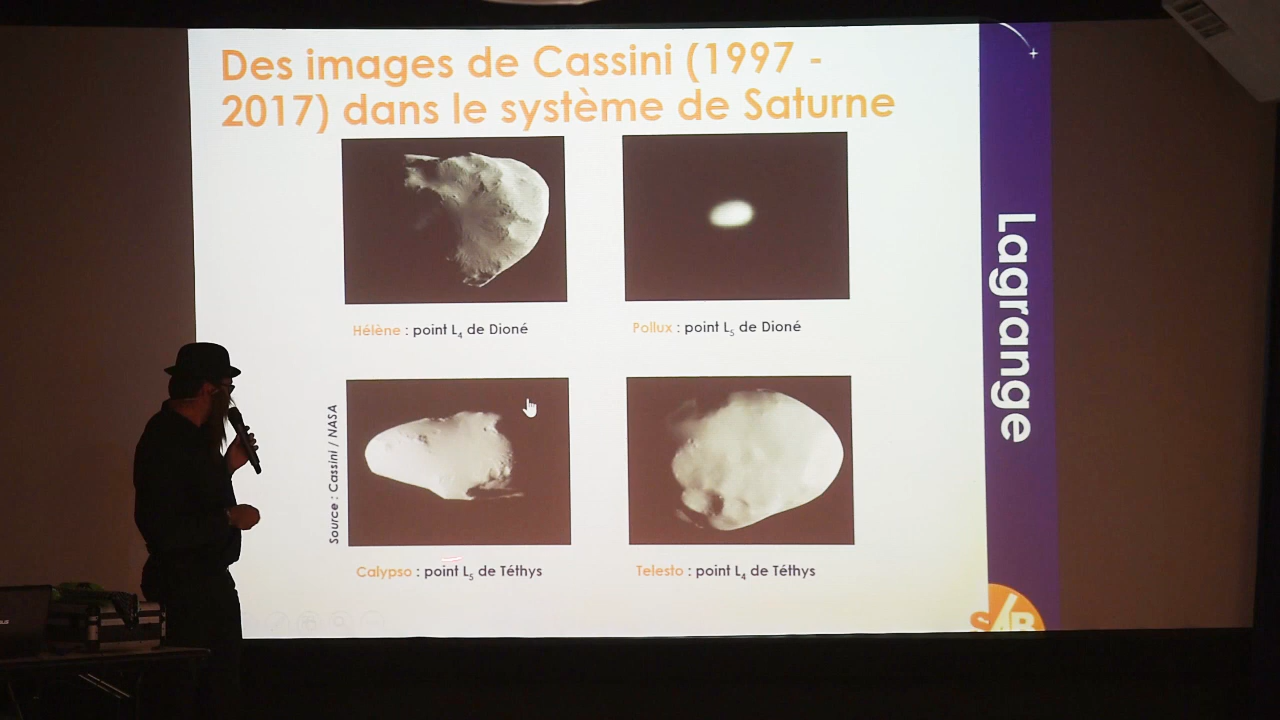 Des images de Cassini (1997 -
2017) dans le système de Saturne
Hélène : point L₄ de Dioné
Pollux : point L₅ de Dioné
Source : Cassini / NASA
Calypso : point L₅ de Téthys
Telesto : point L₄ de Téthys
Lagrange